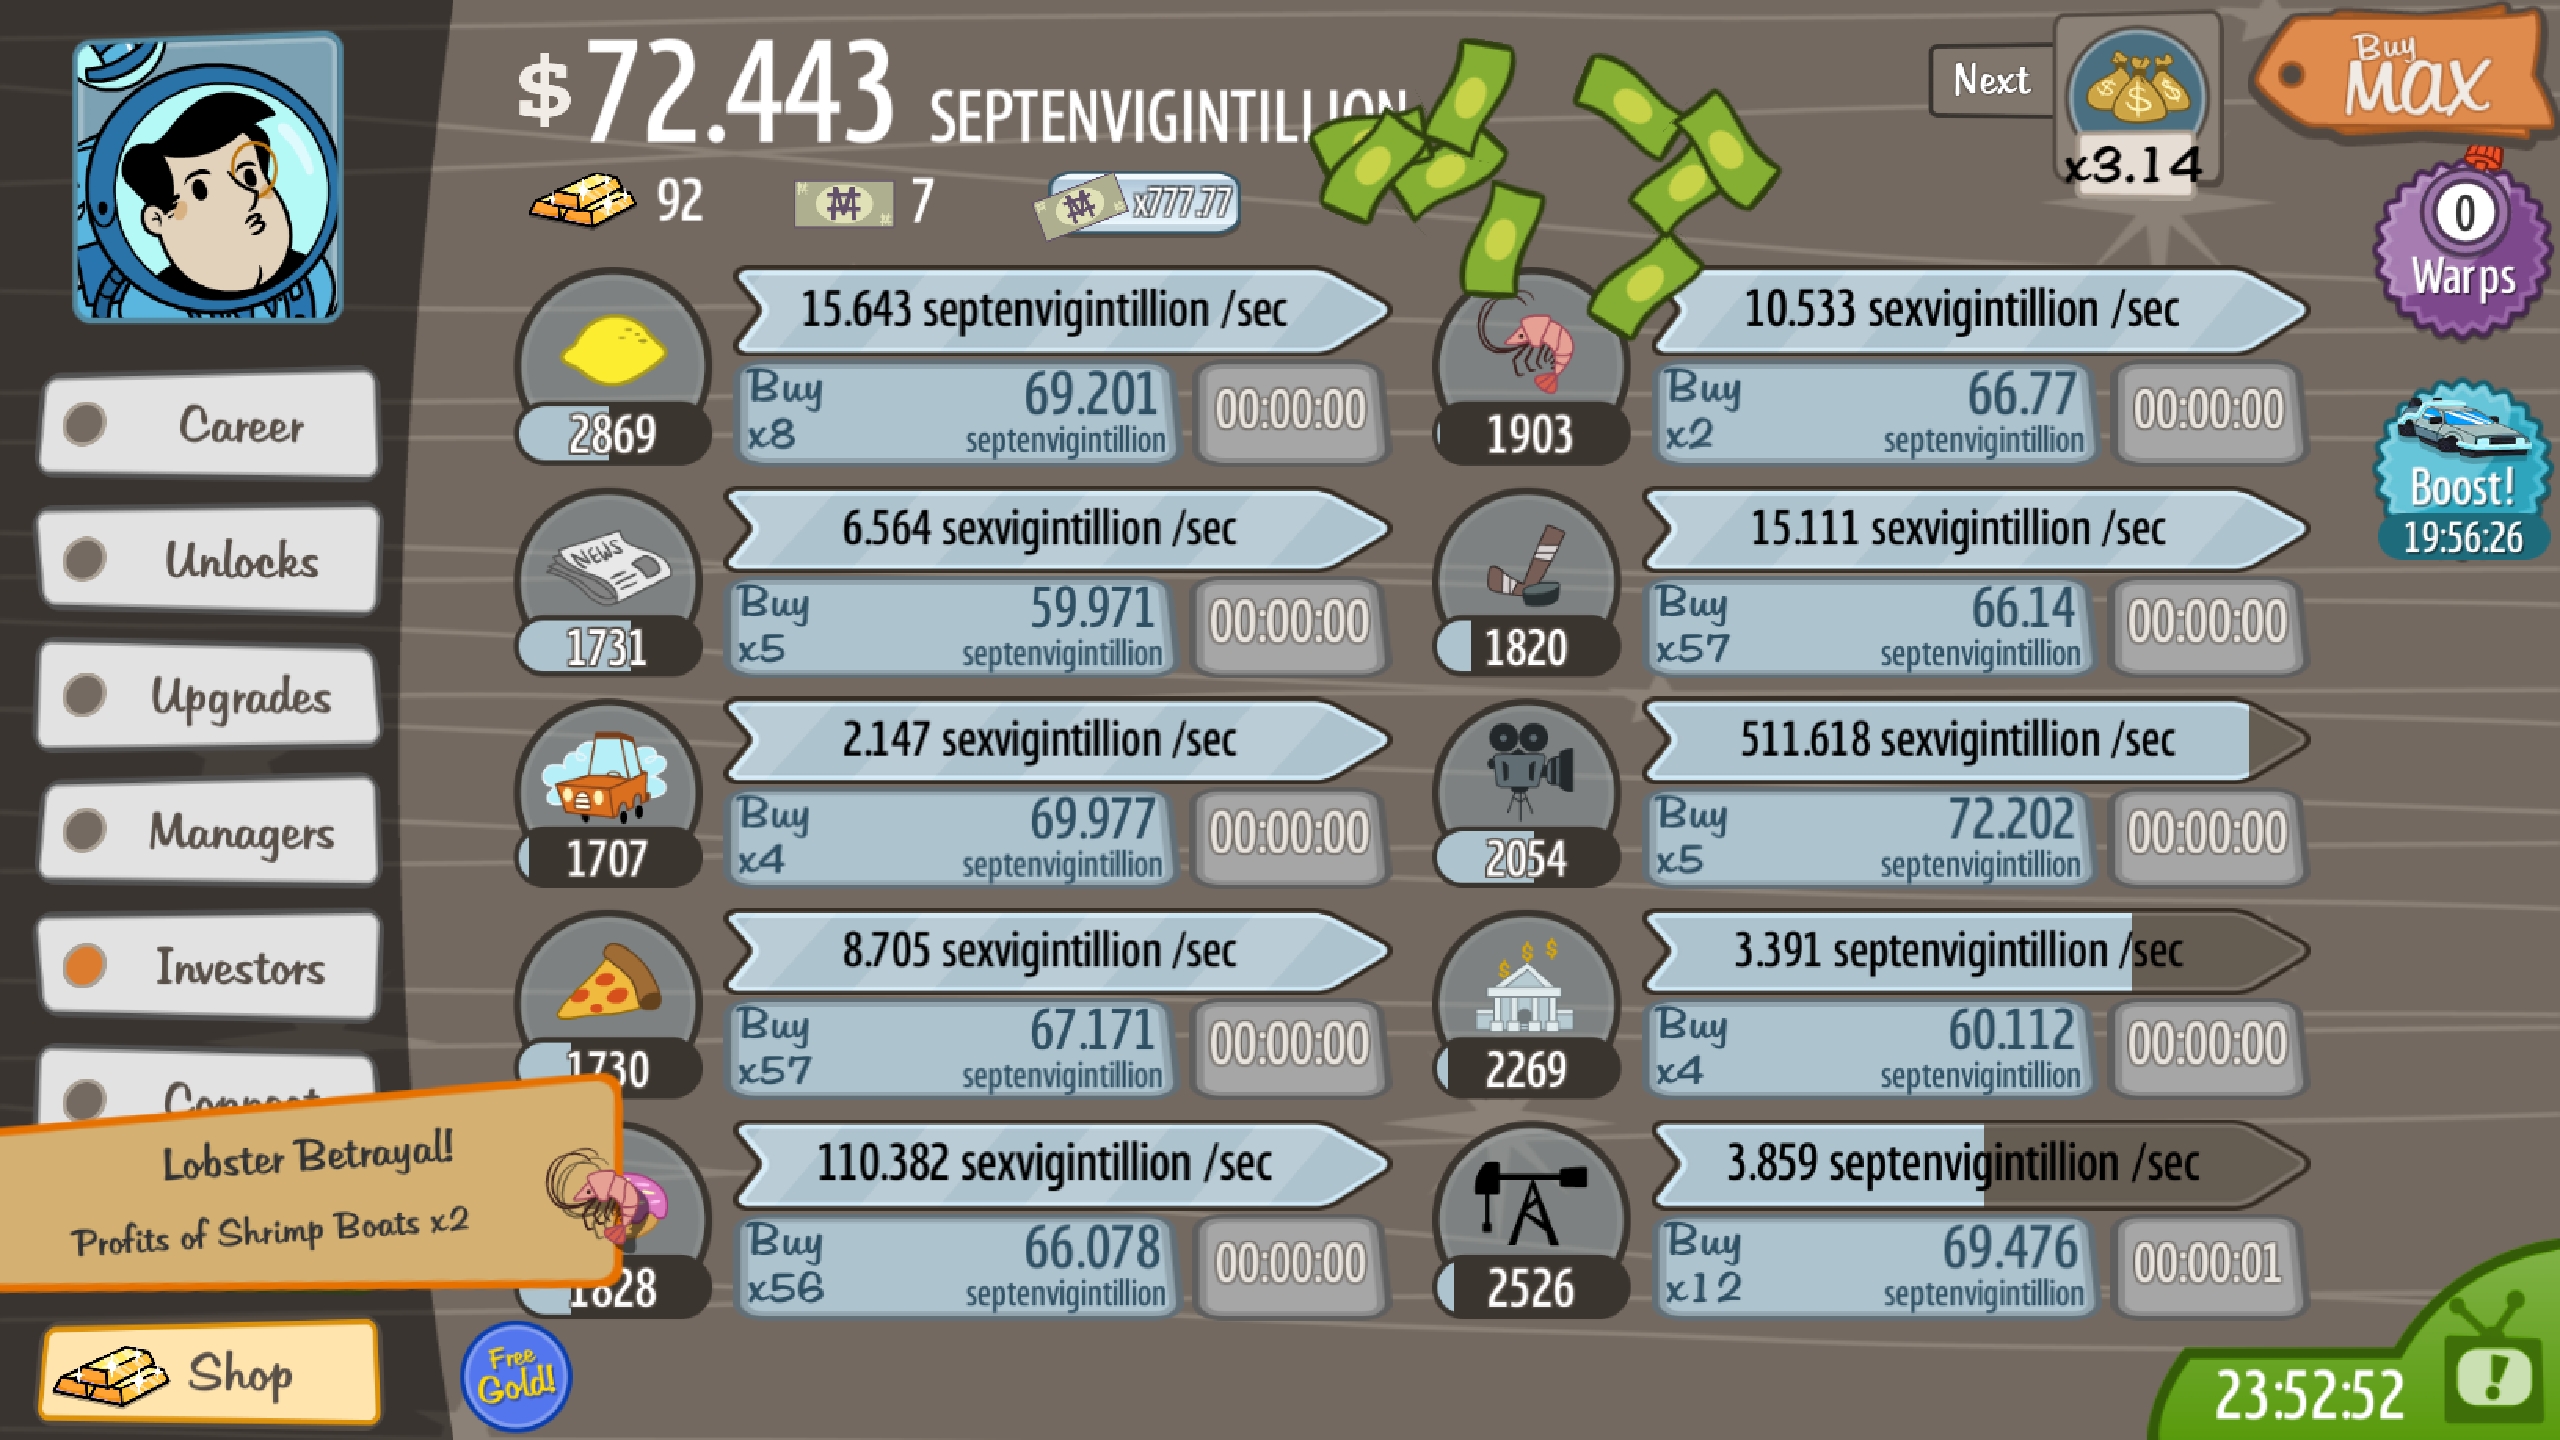 $72.443 SEPTENVIGINTILLION
92
7
x777.77
Next
x3.14
Buy
MAX
0
Warps
Boost!
19:56:26
Career
Unlocks
Upgrades
Managers
Investors
Connect
Lobster Betrayal!
Profits of Shrimp Boats x2
Shop
Free
Gold!
15.643 septenvigintillion /sec
2869
Buy
x8
69.201
septenvigintillion
00:00:00
10.533 sexvigintillion /sec
1903
Buy
x2
66.77
septenvigintillion
00:00:00
NEWS
6.564 sexvigintillion /sec
1731
Buy
x5
59.971
septenvigintillion
00:00:00
15.111 sexvigintillion /sec
1820
Buy
x57
66.14
septenvigintillion
00:00:00
2.147 sexvigintillion /sec
1707
Buy
x4
69.977
septenvigintillion
00:00:00
511.618 sexvigintillion /sec
2054
Buy
x5
72.202
septenvigintillion
00:00:00
8.705 sexvigintillion /sec
1730
Buy
x57
67.171
septenvigintillion
00:00:00
3.391 septenvigintillion /sec
2269
Buy
x4
60.112
septenvigintillion
00:00:00
110.382 sexvigintillion /sec
1828
Buy
x56
66.078
septenvigintillion
00:00:00
3.859 septenvigintillion /sec
2526
Buy
x12
69.476
septenvigintillion
00:00:01
23:52:52